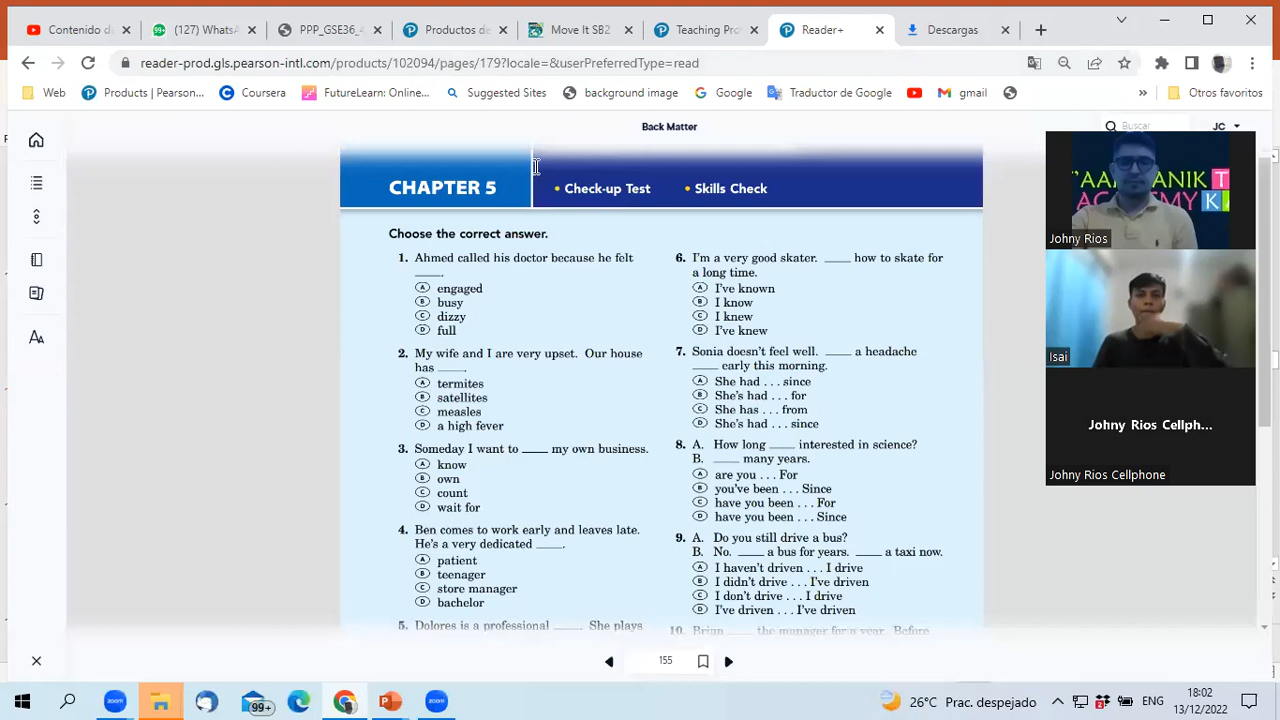 Contenido d
(127) WhatsA
PPP_GSE36_A
Productos de
Move It SB2
Teaching Pro
Reader+
Descargas
reader-prod.gls.pearson-intl.com/products/102094/pages/179?locale=&userPreferredType=read
Web
Products | Pearson...
Coursera
FutureLearn: Online...
Suggested Sites
background image
Google
Traductor de Google
gmail
Otros favoritos
Back Matter
Buscar
JC
CHAPTER 5
• Check-up Test • Skills Check
Choose the correct answer.
1. Ahmed called his doctor because he felt
____.
A engaged
B busy
C dizzy
D full
2. My wife and I are very upset. Our house
has ____.
A termites
B satellites
C measles
D a high fever
3. Someday I want to ____ my own business.
A know
B own
C count
D wait for
4. Ben comes to work early and leaves late.
He's a very dedicated ____.
A patient
B teenager
C store manager
D bachelor
5. Dolores is a professional ____. She plays
6. I'm a very good skater. ____ how to skate for
a long time.
A I've known
B I know
C I knew
D I've knew
7. Sonia doesn't feel well. ____ a headache
____ early this morning.
A She had . . . since
B She's had . . . for
C She has . . . from
D She's had . . . since
8. A. How long ____ interested in science?
B. ____ many years.
A are you . . . For
B you've been . . . Since
C have you been . . . For
D have you been . . . Since
9. A. Do you still drive a bus?
B. No. ____ a bus for years. ____ a taxi now.
A I haven't driven . . . I drive
B I didn't drive . . . I've driven
C I don't drive . . . I drive
D I've driven . . . I've driven
10. Brian ____ the manager for a year. Before
T
K
Johny Rios
Isai
Johny Rios Cellph...
Johny Rios Cellphone
155
99+
26°C Prac. despejado
ENG
18:02
13/12/2022